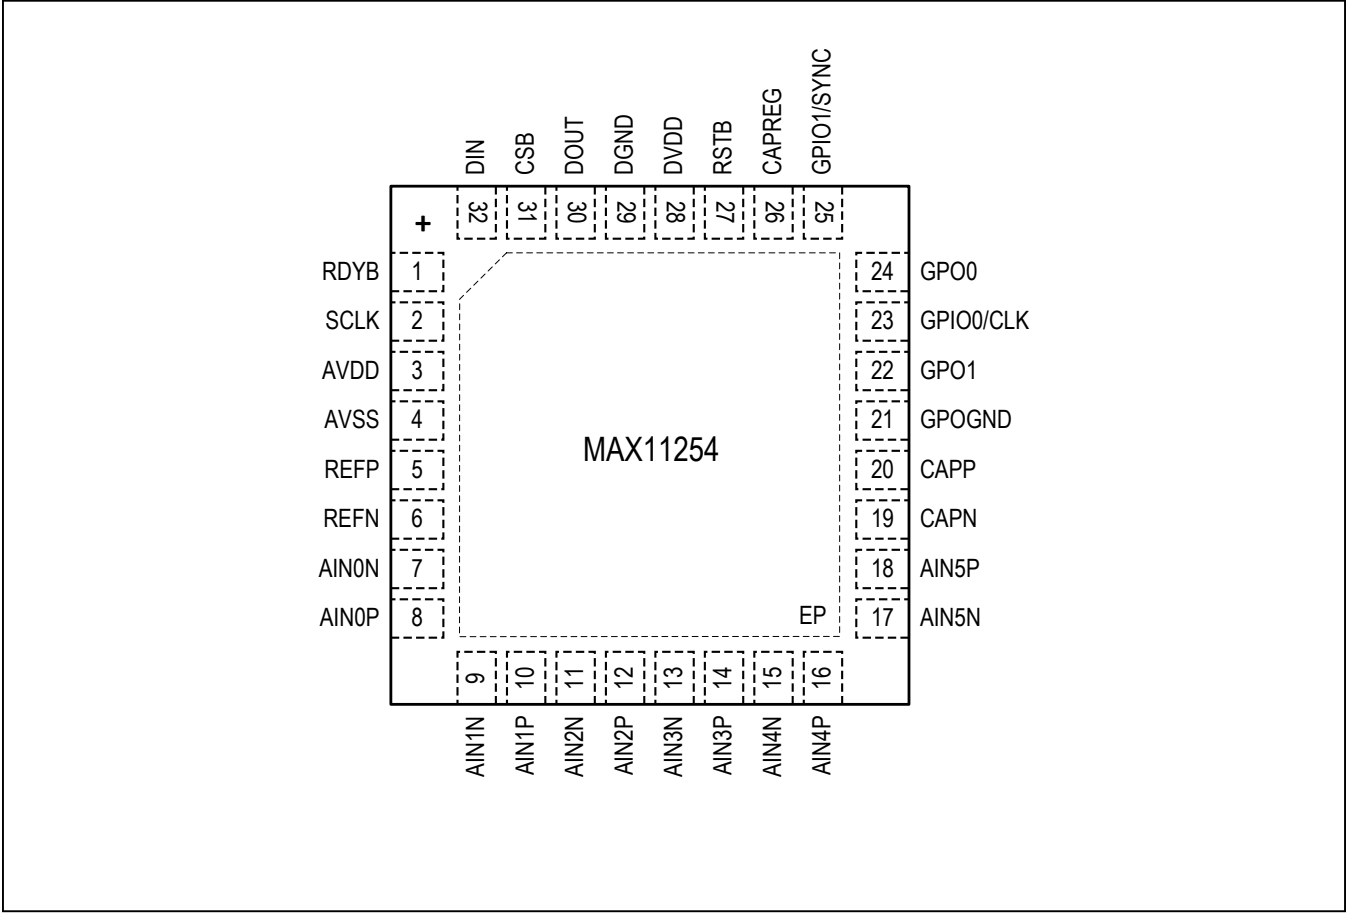 DIN
CSB
DOUT
DGND
DVDD
RSTB
CAPREG
GPIO1/SYNC
+
32
31
30
29
28
27
26
25
RDYB 1
SCLK 2
AVDD 3
AVSS 4
REFP 5
REFN 6
AIN0N 7
AIN0P 8
24 GPO0
23 GPIO0/CLK
22 GPO1
21 GPOGND
20 CAPP
19 CAPN
18 AIN5P
17 AIN5N
MAX11254
EP
9
10
11
12
13
14
15
16
AIN1N
AIN1P
AIN2N
AIN2P
AIN3N
AIN3P
AIN4N
AIN4P